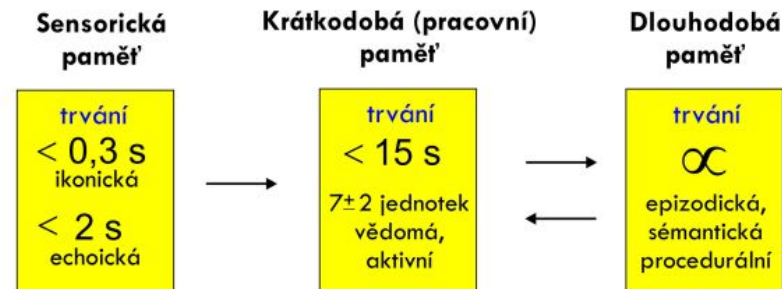 Sensorická
paměť
trvání
< 0,3 s
ikonická
< 2 s
echoická
Krátkodobá (pracovní)
paměť
trvání
< 15 s
7± 2 jednotek
vědomá,
aktivní
Dlouhodobá
paměť
trvání
∝
epizodická,
sémantická
procedurální